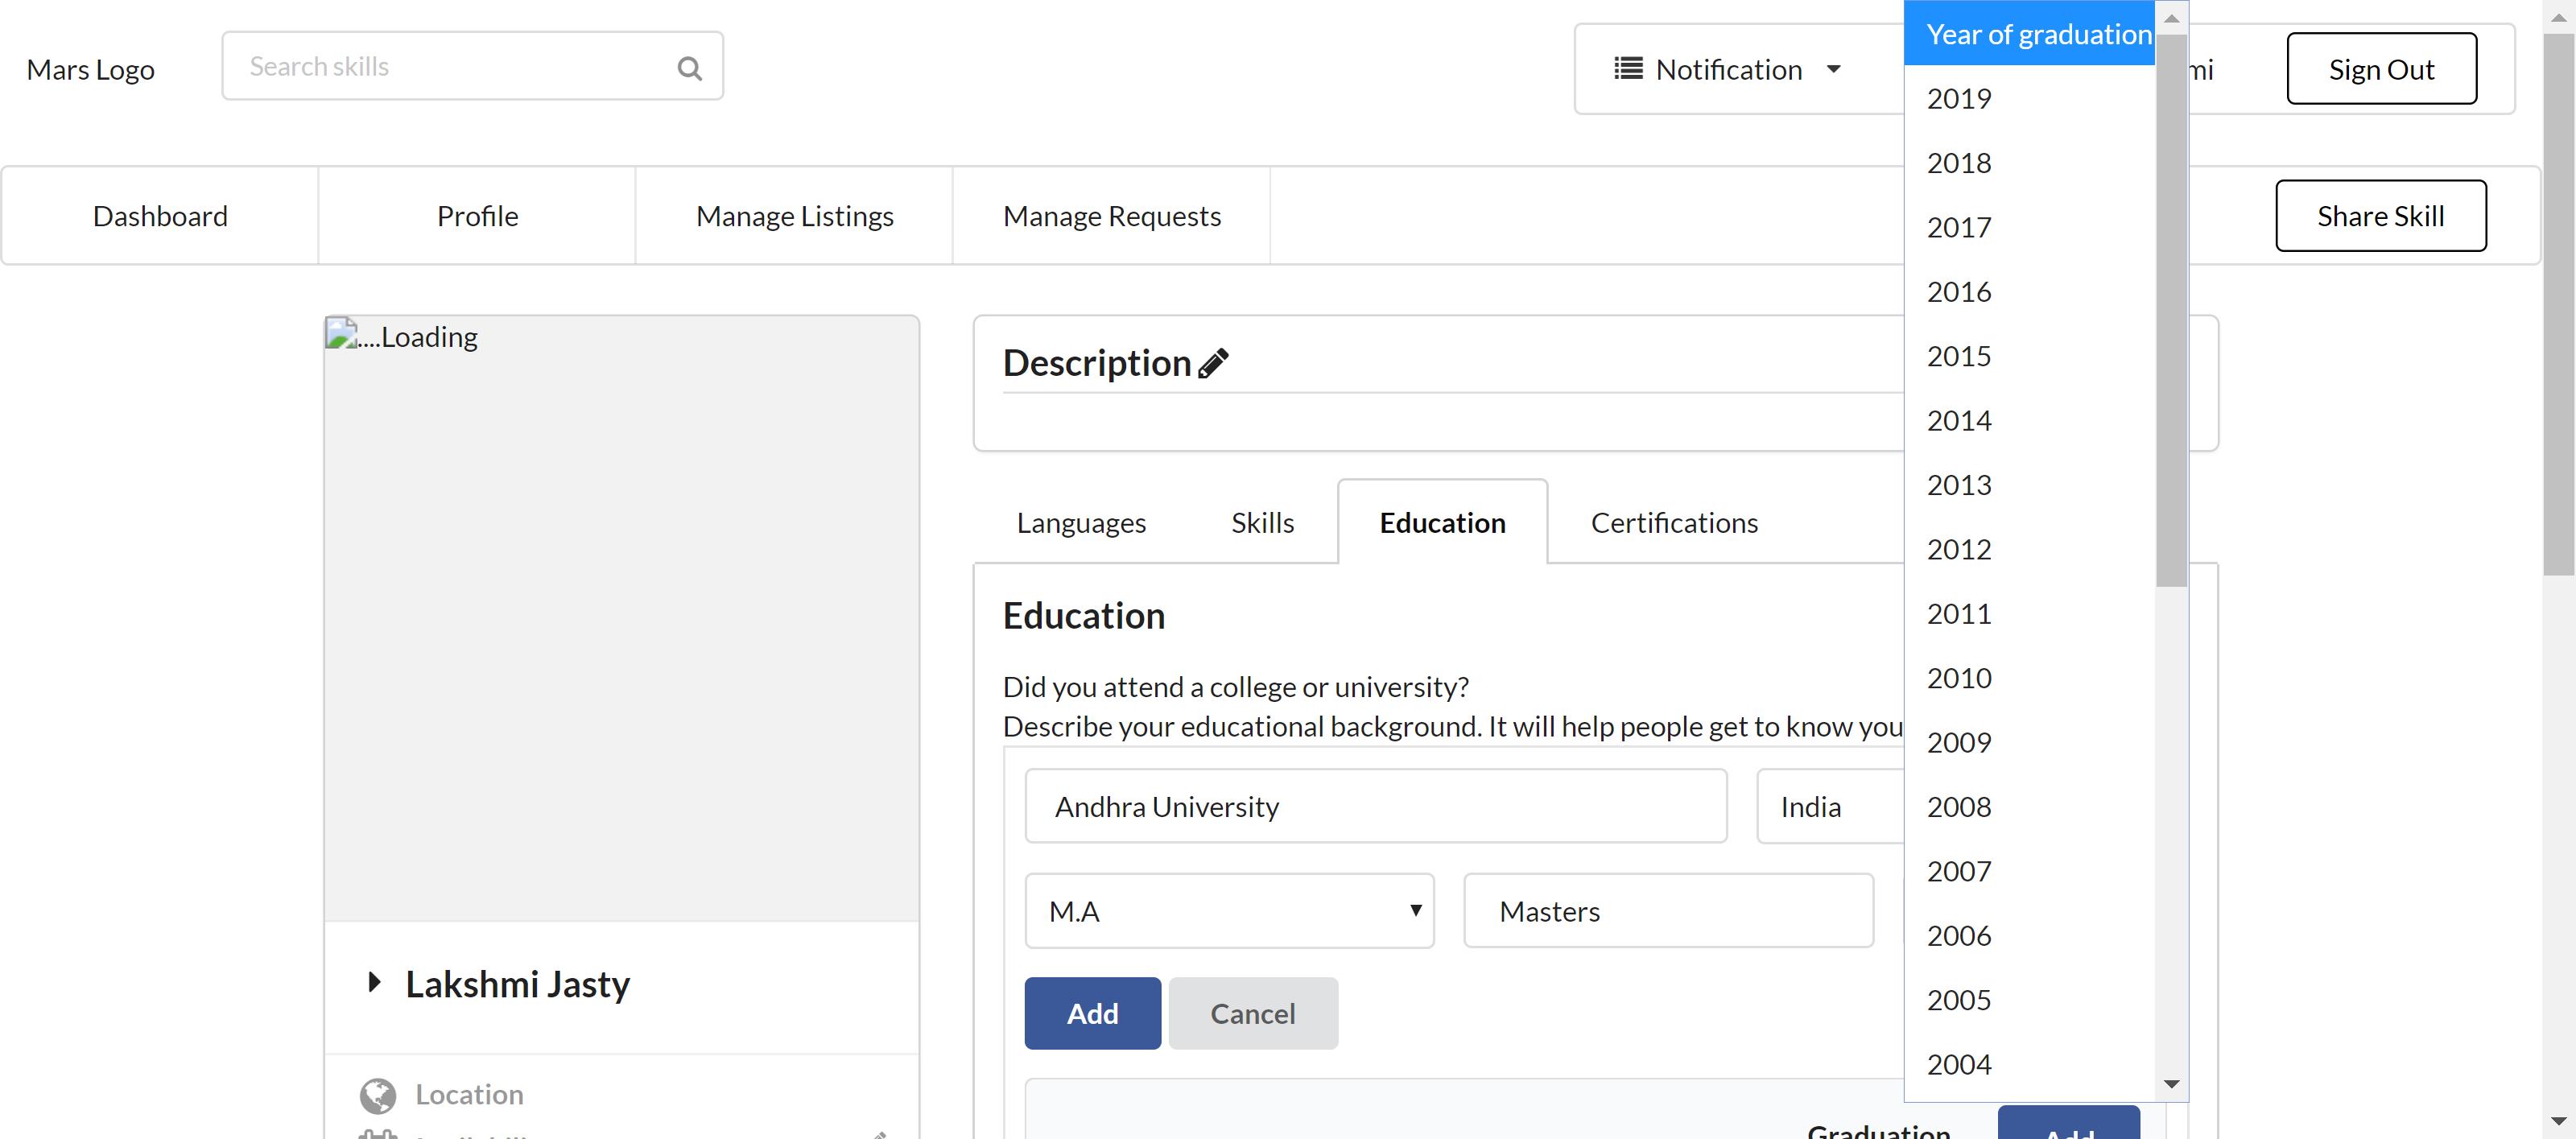 Mars Logo
Search skills
Notification
mi
Sign Out
Dashboard
Profile
Manage Listings
Manage Requests
Share Skill
Year of graduation
2019
2018
2017
2016
2015
2014
2013
2012
2011
2010
2009
2008
2007
2006
2005
2004
....Loading
Lakshmi Jasty
Location
Description
Languages
Skills
Education
Certifications
Education
Did you attend a college or university?
Describe your educational background. It will help people get to know you
Andhra University
India
M.A
Masters
Add
Cancel
Graduation
Add